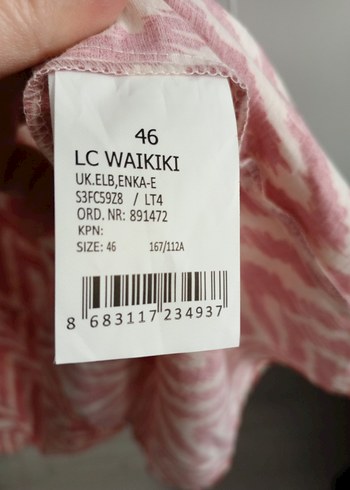 46
LC WAIKIKI
UK.ELB,ENKA-E
S3FC59Z8 / LT4
ORD. NR: 891472
KPN:
SIZE: 46 167/112A
8 683117 234937